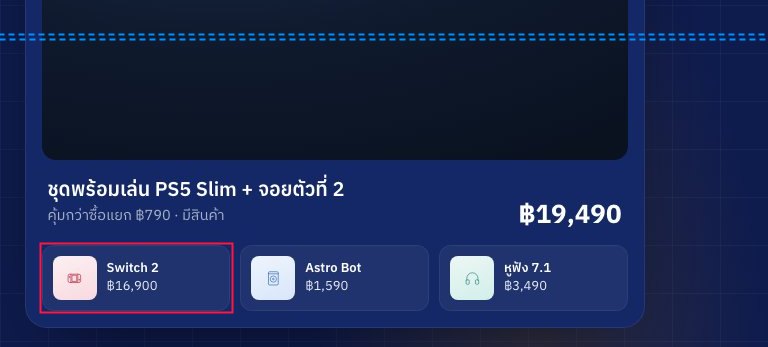 ชุดพร้อมเล่น PS5 Slim + จอยตัวที่ 2
คุ้มกว่าซื้อแยก ฿790 · มีสินค้า
฿19,490
Switch 2
฿16,900
Astro Bot
฿1,590
หูฟัง 7.1
฿3,490